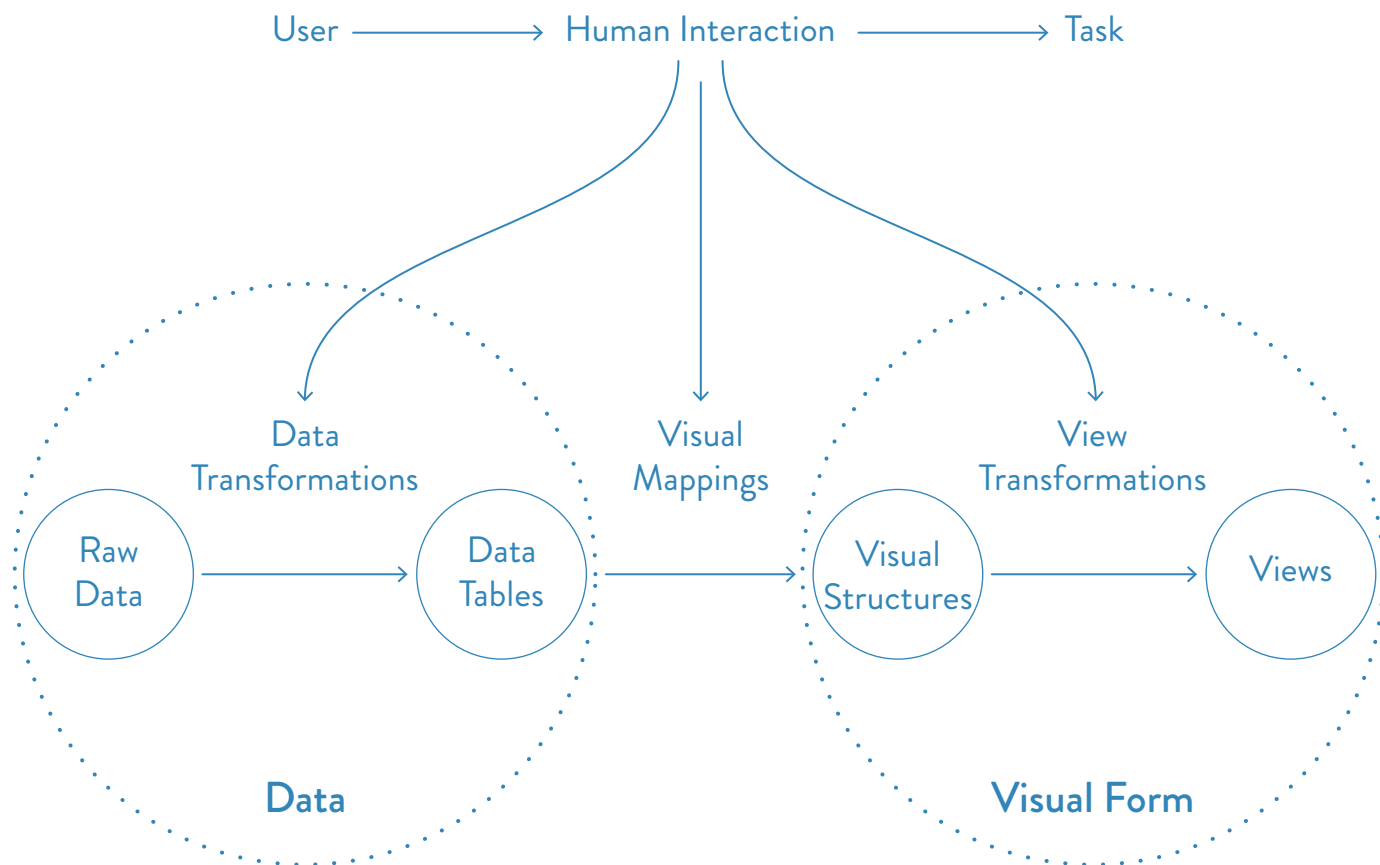 User
Human Interaction
Task
Data
Transformations
Visual
Mappings
View
Transformations
Raw
Data
Data
Tables
Visual
Structures
Views
Data
Visual Form